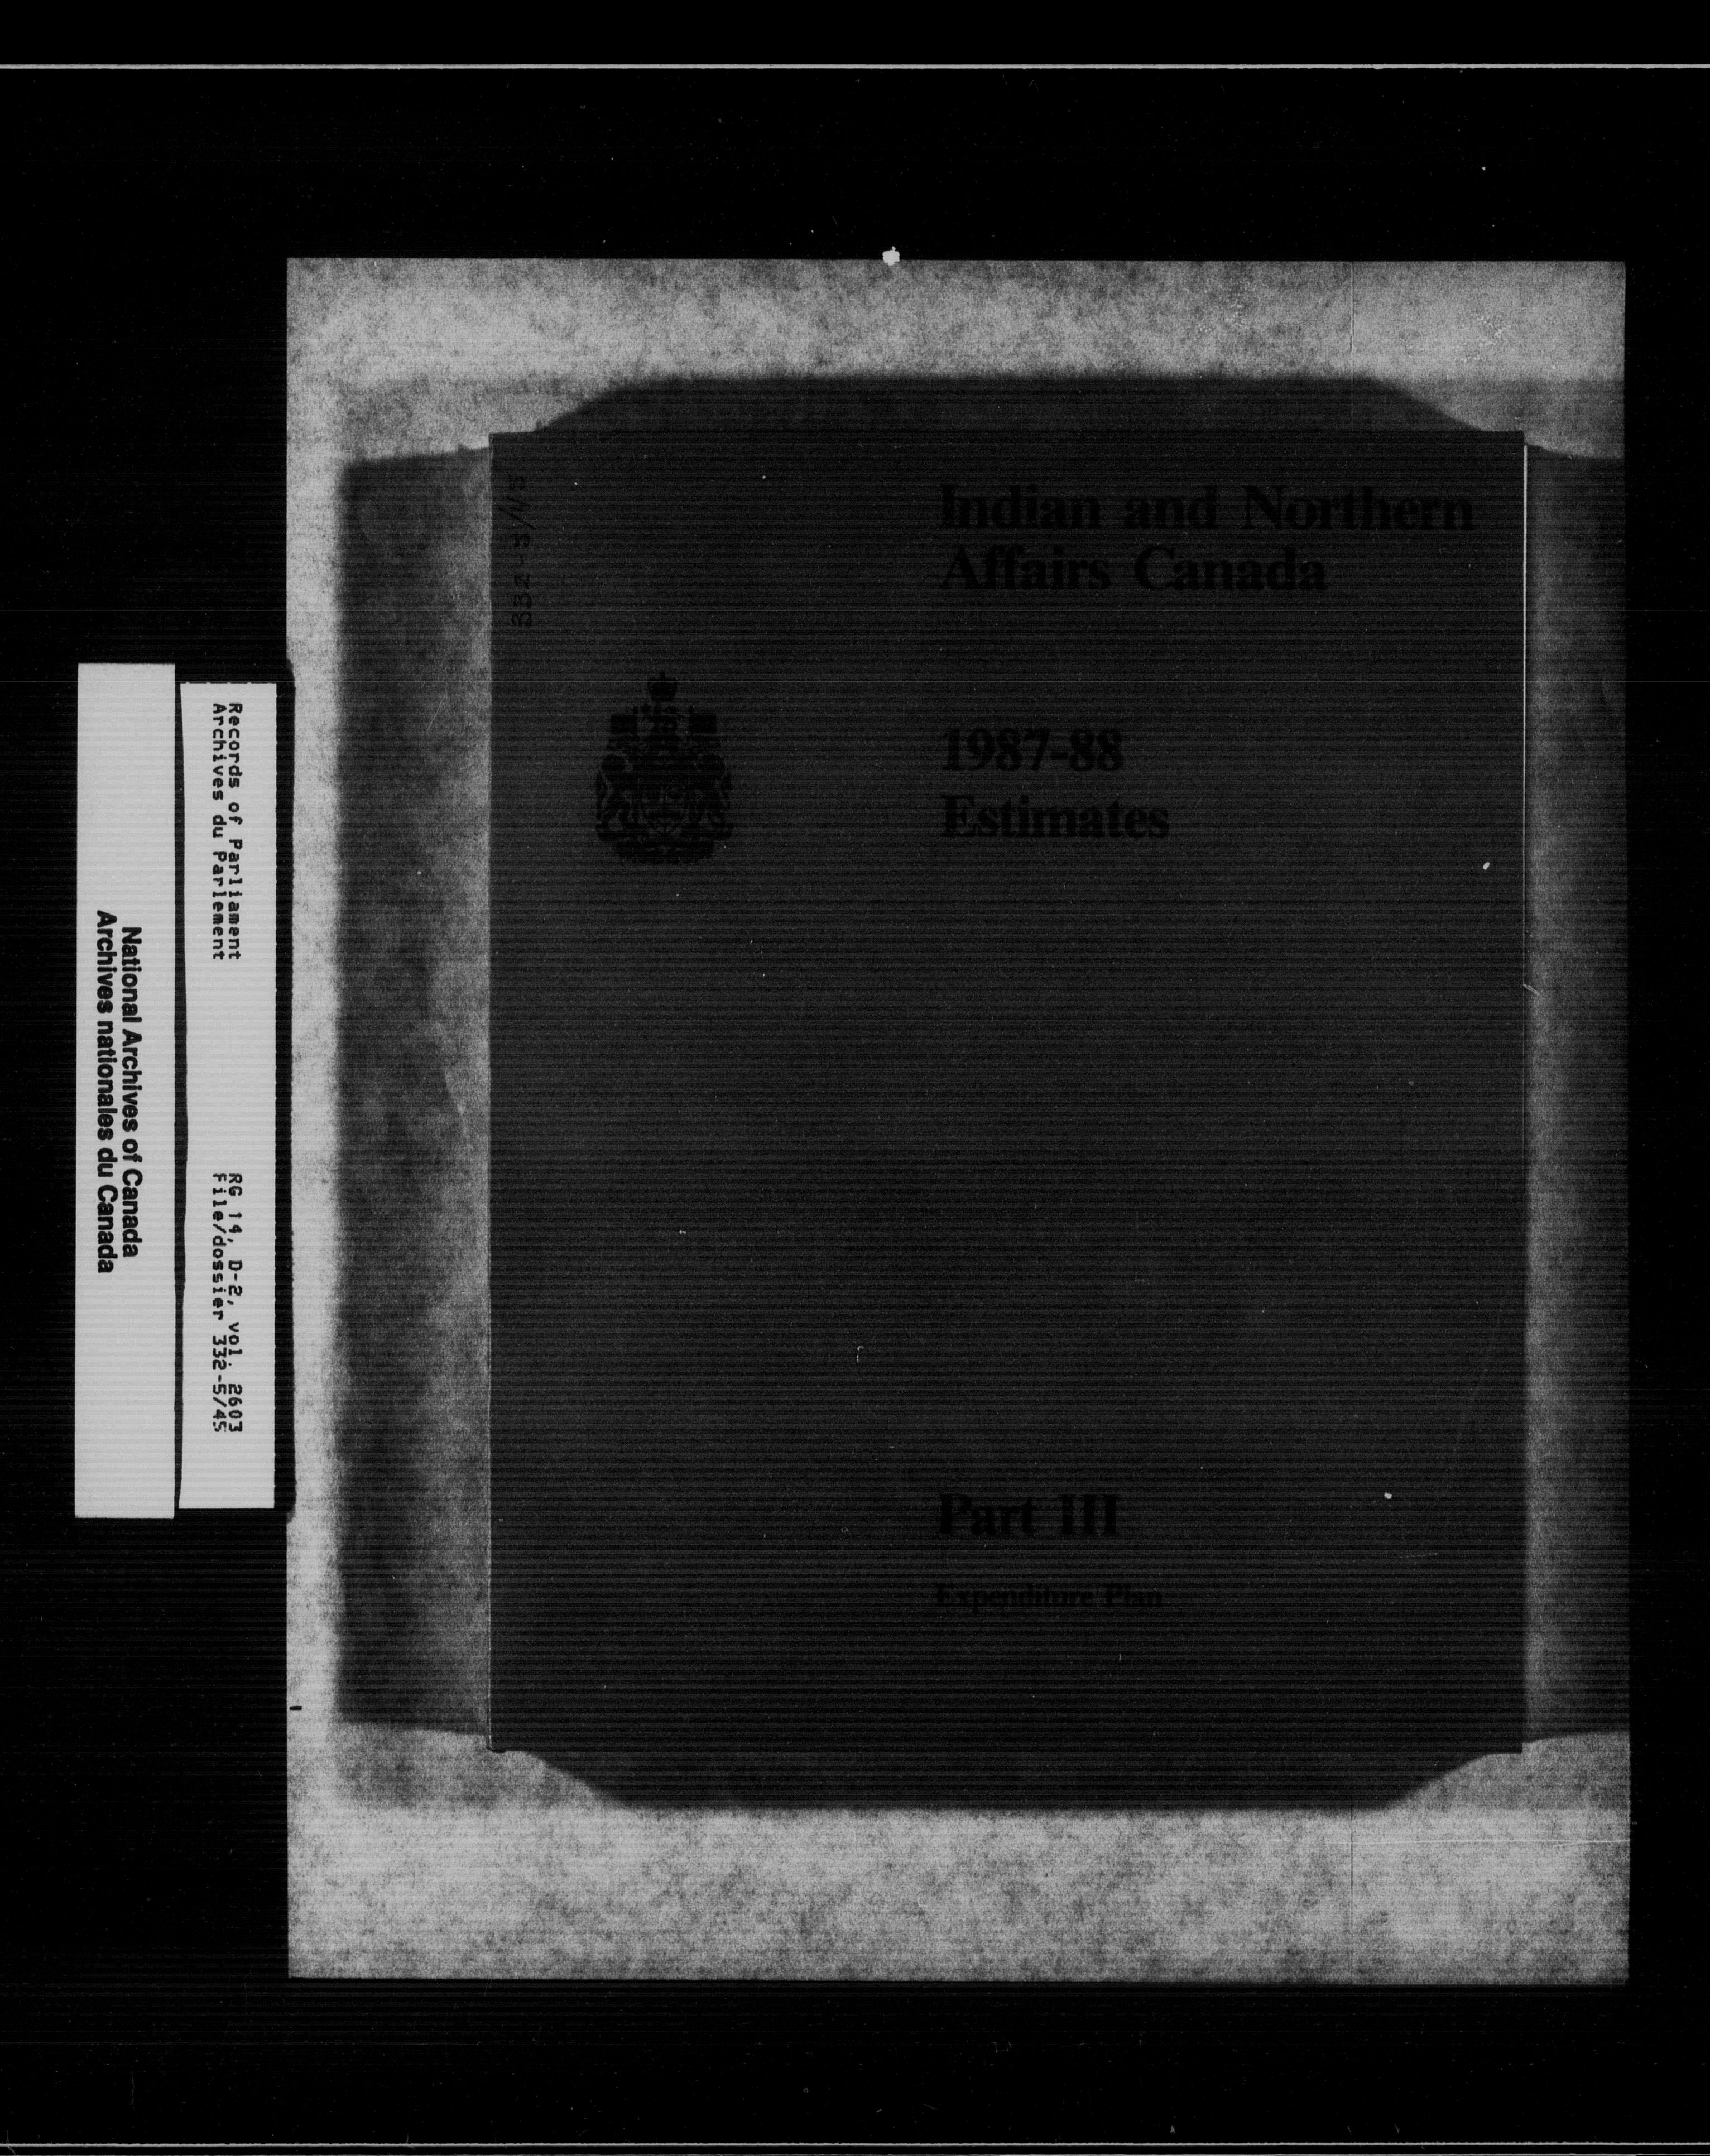 Indian and Northern
Affairs Canada
332-5/45
1987-88
Estimates
Part III
Expenditure Plan
Records of Parliament
Archives du Parlement
RG 14, D-2, vol. 2603
File/dossier 332-5/45
National Archives of Canada
Archives nationales du Canada